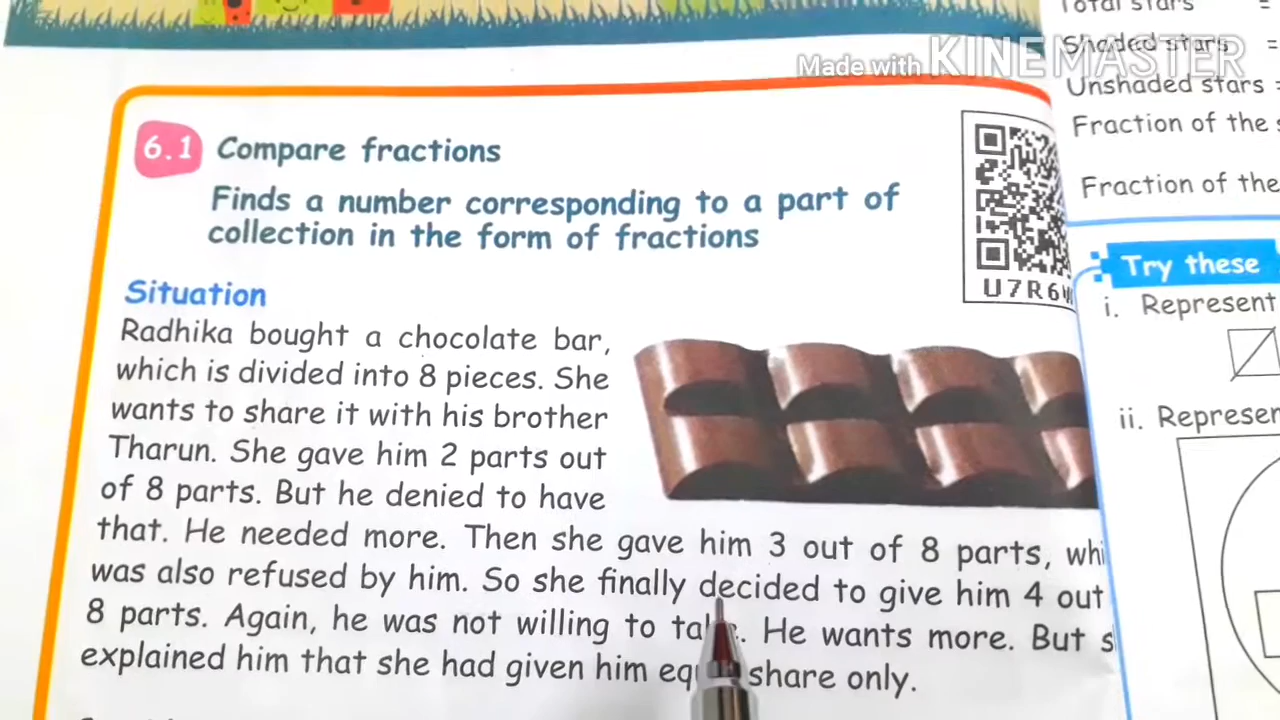 Made with KINEMASTER
Total stars =
Shaded stars =
Unshaded stars =
Fraction of the
Fraction of the
6.1 Compare fractions
Finds a number corresponding to a part of
collection in the form of fractions
U7R6
Situation
Radhika bought a chocolate bar,
which is divided into 8 pieces. She
wants to share it with his brother
Tharun. She gave him 2 parts out
of 8 parts. But he denied to have
that. He needed more. Then she gave him 3 out of 8 parts, whi
was also refused by him. So she finally decided to give him 4 out
8 parts. Again, he was not willing to He wants more. But s
explained him that she had given him share only.
Try these
i. Represent
ii. Represen